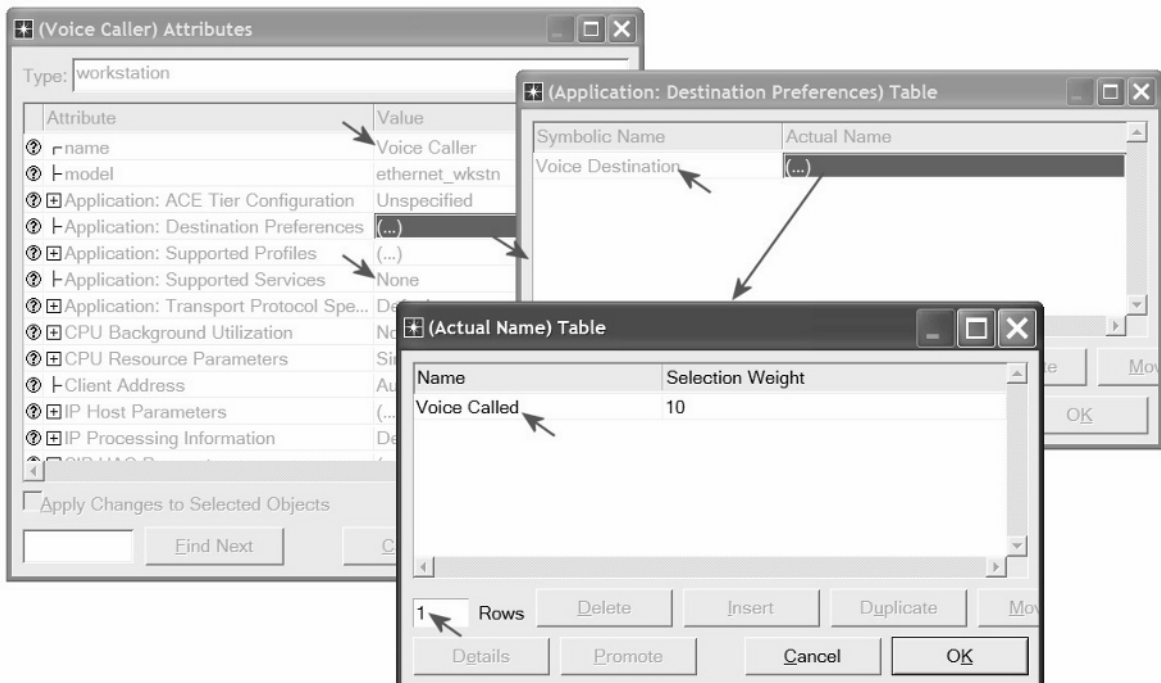 (Voice Caller) Attributes
Type: workstation
Attribute Value
name Voice Caller
model ethernet_wkstn
Application: ACE Tier Configuration Unspecified
Application: Destination Preferences (...)
Application: Supported Profiles (...)
Application: Supported Services None
Application: Transport Protocol Spe...
CPU Background Utilization
CPU Resource Parameters
Client Address
IP Host Parameters
IP Processing Information
Apply Changes to Selected Objects
Find Next
(Application: Destination Preferences) Table
Symbolic Name Actual Name
Voice Destination (...)
OK
(Actual Name) Table
Name Selection Weight
Voice Called 10
1 Rows Delete Insert Duplicate
Details Promote Cancel OK